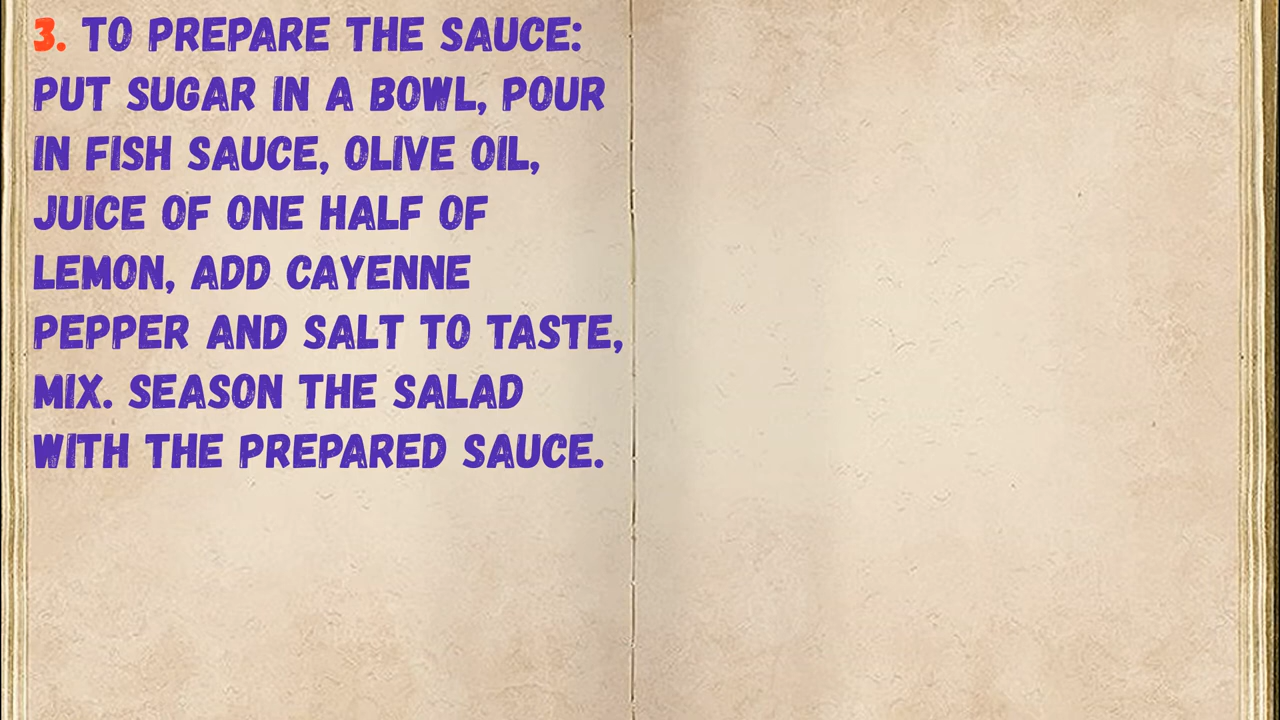 3. TO PREPARE THE SAUCE:
PUT SUGAR IN A BOWL, POUR
IN FISH SAUCE, OLIVE OIL,
JUICE OF ONE HALF OF
LEMON, ADD CAYENNE
PEPPER AND SALT TO TASTE,
MIX. SEASON THE SALAD
WITH THE PREPARED SAUCE.